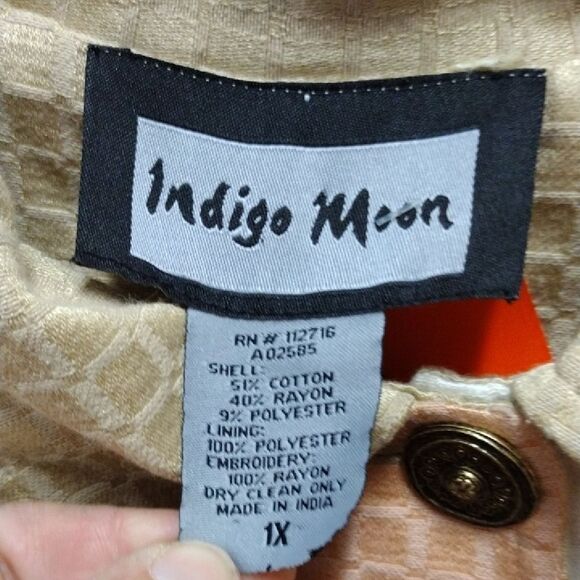 Indigo Moon
RN # 112716
A02585
SHELL:
51% COTTON
40% RAYON
9% POLYESTER
LINING:
100% POLYESTER
EMBROIDERY:
100% RAYON
DRY CLEAN ONLY
MADE IN INDIA
1X